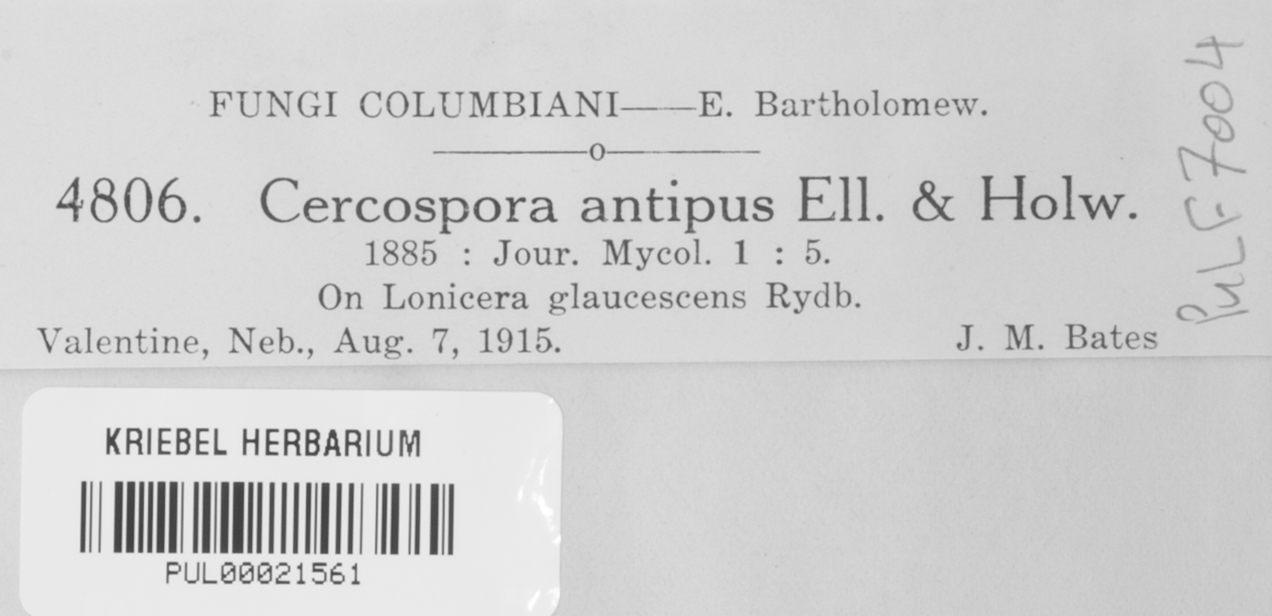 FUNGI COLUMBIANI——E. Bartholomew.
———o———
4806. Cercospora antipus Ell. & Holw.
1885 : Jour. Mycol. 1 : 5.
On Lonicera glaucescens Rydb.
Valentine, Neb., Aug. 7, 1915. J. M. Bates
PULF7004
KRIEBEL HERBARIUM
PUL00021561